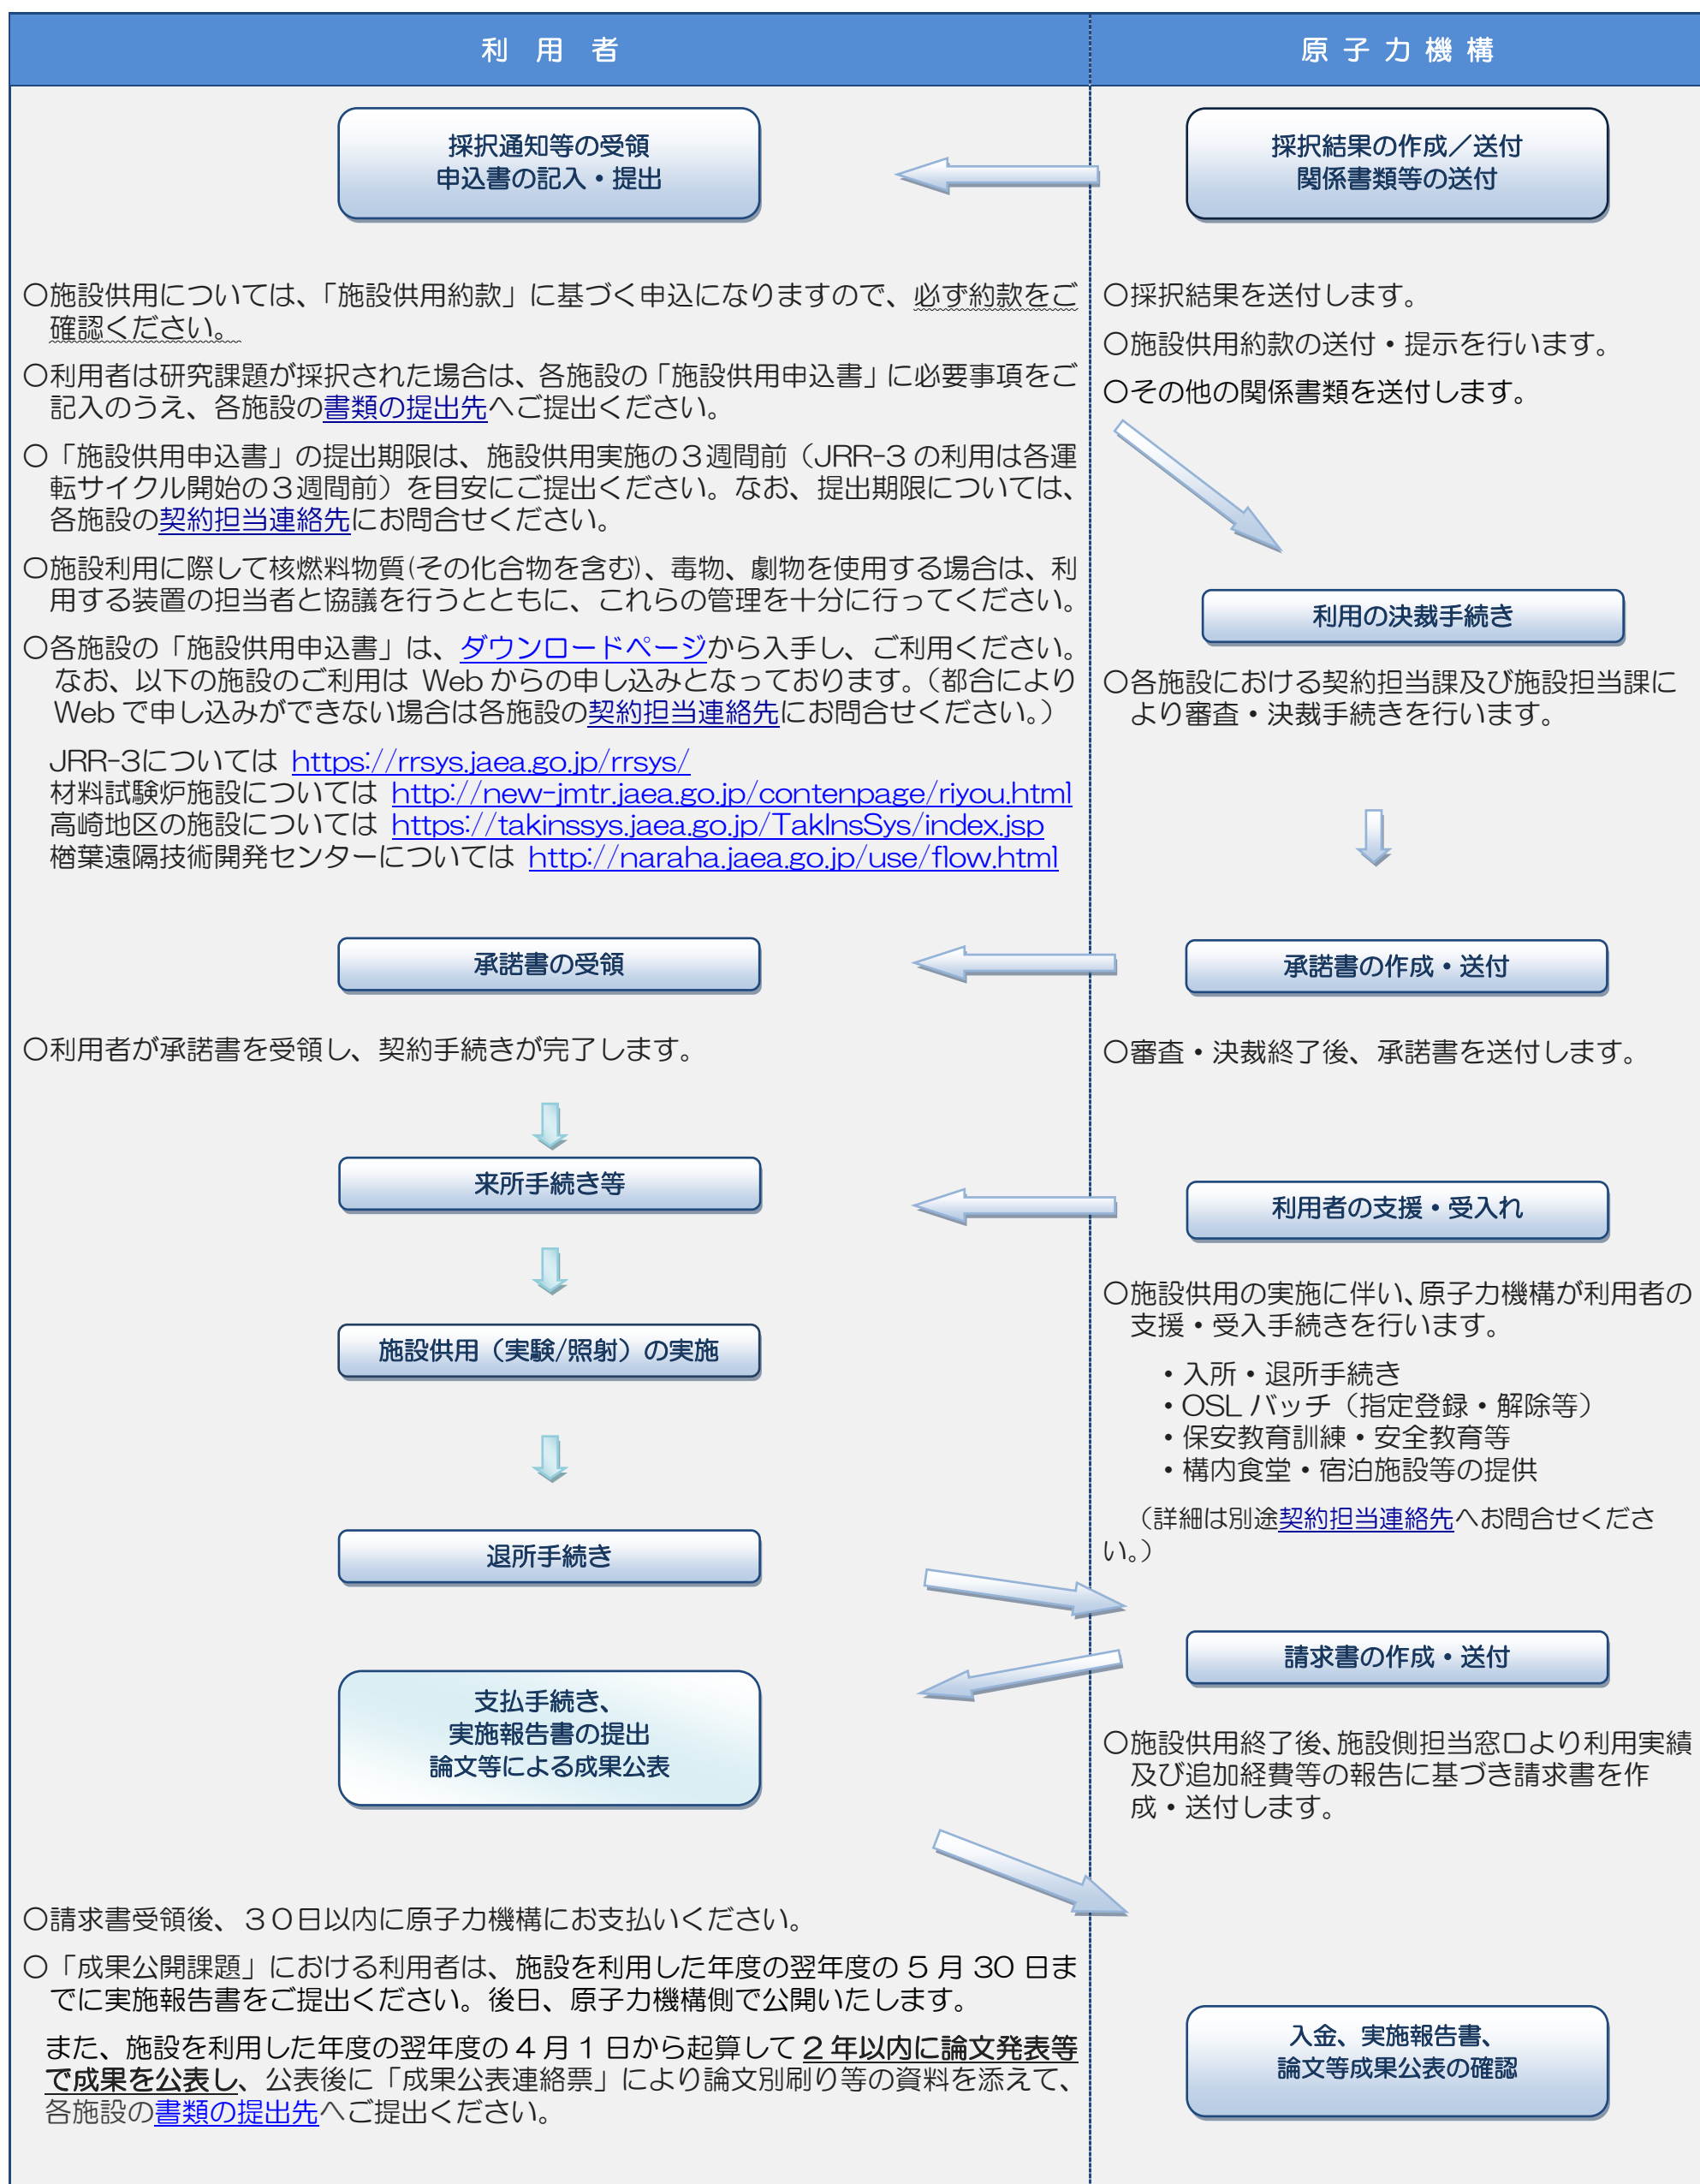 利用者
原子力機構
採択通知等の受領
申込書の記入・提出
採択結果の作成／送付
関係書類等の送付
〇施設供用については、「施設供用約款」に基づく申込になりますので、必ず約款をご
確認ください。
〇利用者は研究課題が採択された場合は、各施設の「施設供用申込書」に必要事項をご
記入のうえ、各施設の書類の提出先へご提出ください。
〇「施設供用申込書」の提出期限は、施設供用実施の３週間前（JRR-3 の利用は各運
転サイクル開始の３週間前）を目安にご提出ください。なお、提出期限については、
各施設の契約担当連絡先にお問合せください。
〇施設利用に際して核燃料物質(その化合物を含む)、毒物、劇物を使用する場合は、利
用する装置の担当者と協議を行うとともに、これらの管理を十分に行ってください。
〇各施設の「施設供用申込書」は、ダウンロードページから入手し、ご利用ください。
なお、以下の施設のご利用は Web からの申し込みとなっております。（都合により
Web で申し込みができない場合は各施設の契約担当連絡先にお問合せください。）
JRR-3については https://rrsys.jaea.go.jp/rrsys/
材料試験炉施設については http://new-jmtr.jaea.go.jp/contenpage/riyou.html
高崎地区の施設については https://takinssys.jaea.go.jp/TakInsSys/index.jsp
楢葉遠隔技術開発センターについては http://naraha.jaea.go.jp/use/flow.html
〇採択結果を送付します。
〇施設供用約款の送付・提示を行います。
〇その他の関係書類を送付します。
利用の決裁手続き
〇各施設における契約担当課及び施設担当課に
より審査・決裁手続きを行います。
承諾書の受領
承諾書の作成・送付
〇利用者が承諾書を受領し、契約手続きが完了します。
〇審査・決裁終了後、承諾書を送付します。
来所手続き等
利用者の支援・受入れ
施設供用（実験/照射）の実施
〇施設供用の実施に伴い、原子力機構が利用者の
支援・受入手続きを行います。
・入所・退所手続き
・OSL バッチ（指定登録・解除等）
・保安教育訓練・安全教育等
・構内食堂・宿泊施設等の提供
（詳細は別途契約担当連絡先へお問合せくださ
い。）
退所手続き
請求書の作成・送付
支払手続き、
実施報告書の提出
論文等による成果公表
〇施設供用終了後、施設側担当窓口より利用実績
及び追加経費等の報告に基づき請求書を作
成・送付します。
〇請求書受領後、３０日以内に原子力機構にお支払いください。
〇「成果公開課題」における利用者は、施設を利用した年度の翌年度の 5 月 30 日ま
でに実施報告書をご提出ください。後日、原子力機構側で公開いたします。
また、施設を利用した年度の翌年度の 4 月 1 日から起算して 2 年以内に論文発表等
で成果を公表し、公表後に「成果公表連絡票」により論文別刷り等の資料を添えて、
各施設の書類の提出先へご提出ください。
入金、実施報告書、
論文等成果公表の確認